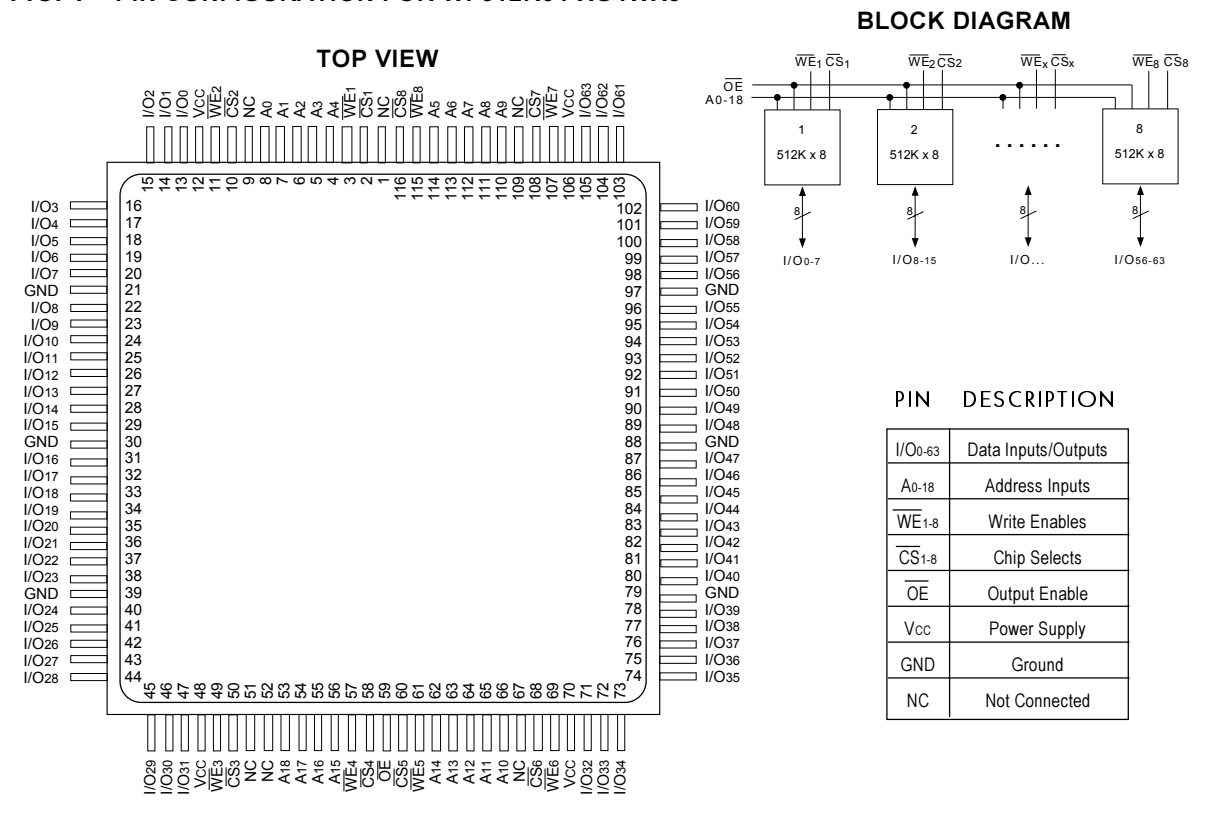 BLOCK DIAGRAM
TOP VIEW
I/O2 I/O1 I/O0 VCC WE2 CS2 NC A0 A1 A2 A3 A4 WE1 CS1 NC CS8 WE8 A5 A6 A7 A8 A9 NC CS7 WE7 VCC I/O63 I/O62 I/O61
15 14 13 12 11 10 9 8 7 6 5 4 3 2 1 116 115 114 113 112 111 110 109 108 107 106 105 104 103
I/O3 16
I/O4 17
I/O5 18
I/O6 19
I/O7 20
GND 21
I/O8 22
I/O9 23
I/O10 24
I/O11 25
I/O12 26
I/O13 27
I/O14 28
I/O15 29
GND 30
I/O16 31
I/O17 32
I/O18 33
I/O19 34
I/O20 35
I/O21 36
I/O22 37
I/O23 38
GND 39
I/O24 40
I/O25 41
I/O26 42
I/O27 43
I/O28 44
102 I/O60
101 I/O59
100 I/O58
99 I/O57
98 I/O56
97 GND
96 I/O55
95 I/O54
94 I/O53
93 I/O52
92 I/O51
91 I/O50
90 I/O49
89 I/O48
88 GND
87 I/O47
86 I/O46
85 I/O45
84 I/O44
83 I/O43
82 I/O42
81 I/O41
80 I/O40
79 GND
78 I/O39
77 I/O38
76 I/O37
75 I/O36
74 I/O35
45 46 47 48 49 50 51 52 53 54 55 56 57 58 59 60 61 62 63 64 65 66 67 68 69 70 71 72 73
I/O29 I/O30 I/O31 VCC WE3 CS3 NC NC A18 A17 A16 A15 WE4 CS4 OE CS5 WE5 A14 A13 A12 A11 A10 NC CS6 WE6 VCC I/O32 I/O33 I/O34
WE1 CS1 WE2 CS2 WEx CSx WE8 CS8
OE
A0-18
1 2 8
512K x 8 512K x 8 ...... 512K x 8
8 8 8 8
I/O0-7 I/O8-15 I/O... I/O56-63
PIN DESCRIPTION
I/O0-63 Data Inputs/Outputs
A0-18 Address Inputs
WE1-8 Write Enables
CS1-8 Chip Selects
OE Output Enable
Vcc Power Supply
GND Ground
NC Not Connected